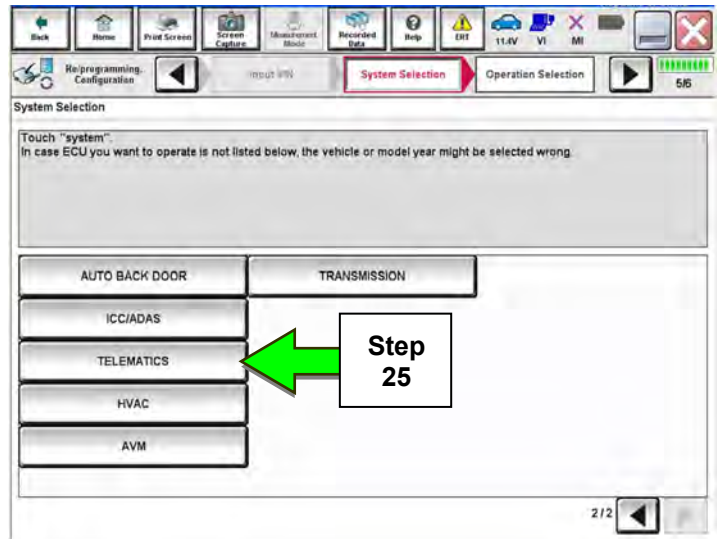 Back
Home
Print Screen
Screen
Capture
Measurement
Mode
Recorded
Data
Help
ERT
11.4V
VI
MI
Re/programming,
Configuration
Input VIN
System Selection
Operation Selection
5/6
System Selection
Touch "system".
In case ECU you want to operate is not listed below, the vehicle or model year might be selected wrong.
AUTO BACK DOOR
TRANSMISSION
ICC/ADAS
TELEMATICS
Step
25
HVAC
AVM
2/2